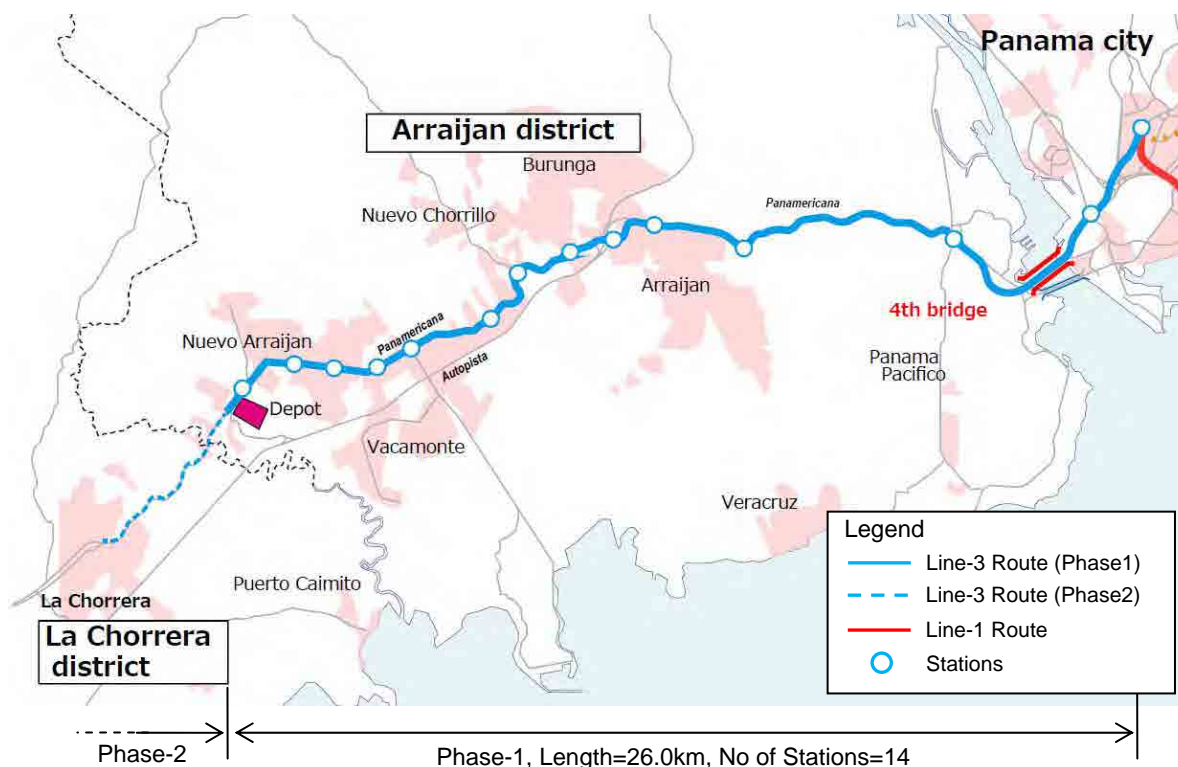 Panama city
Arraijan district
Burunga
Nuevo Chorrillo
Panamericana
Arraijan
4th bridge
Nuevo Arraijan
Panamericana
Autopista
Panama
Pacifico
Depot
Vacamonte
Veracruz
Puerto Caimito
La Chorrera
La Chorrera
district
Legend
Line-3 Route (Phase1)
Line-3 Route (Phase2)
Line-1 Route
Stations
Phase-2
Phase-1, Length=26.0km, No of Stations=14